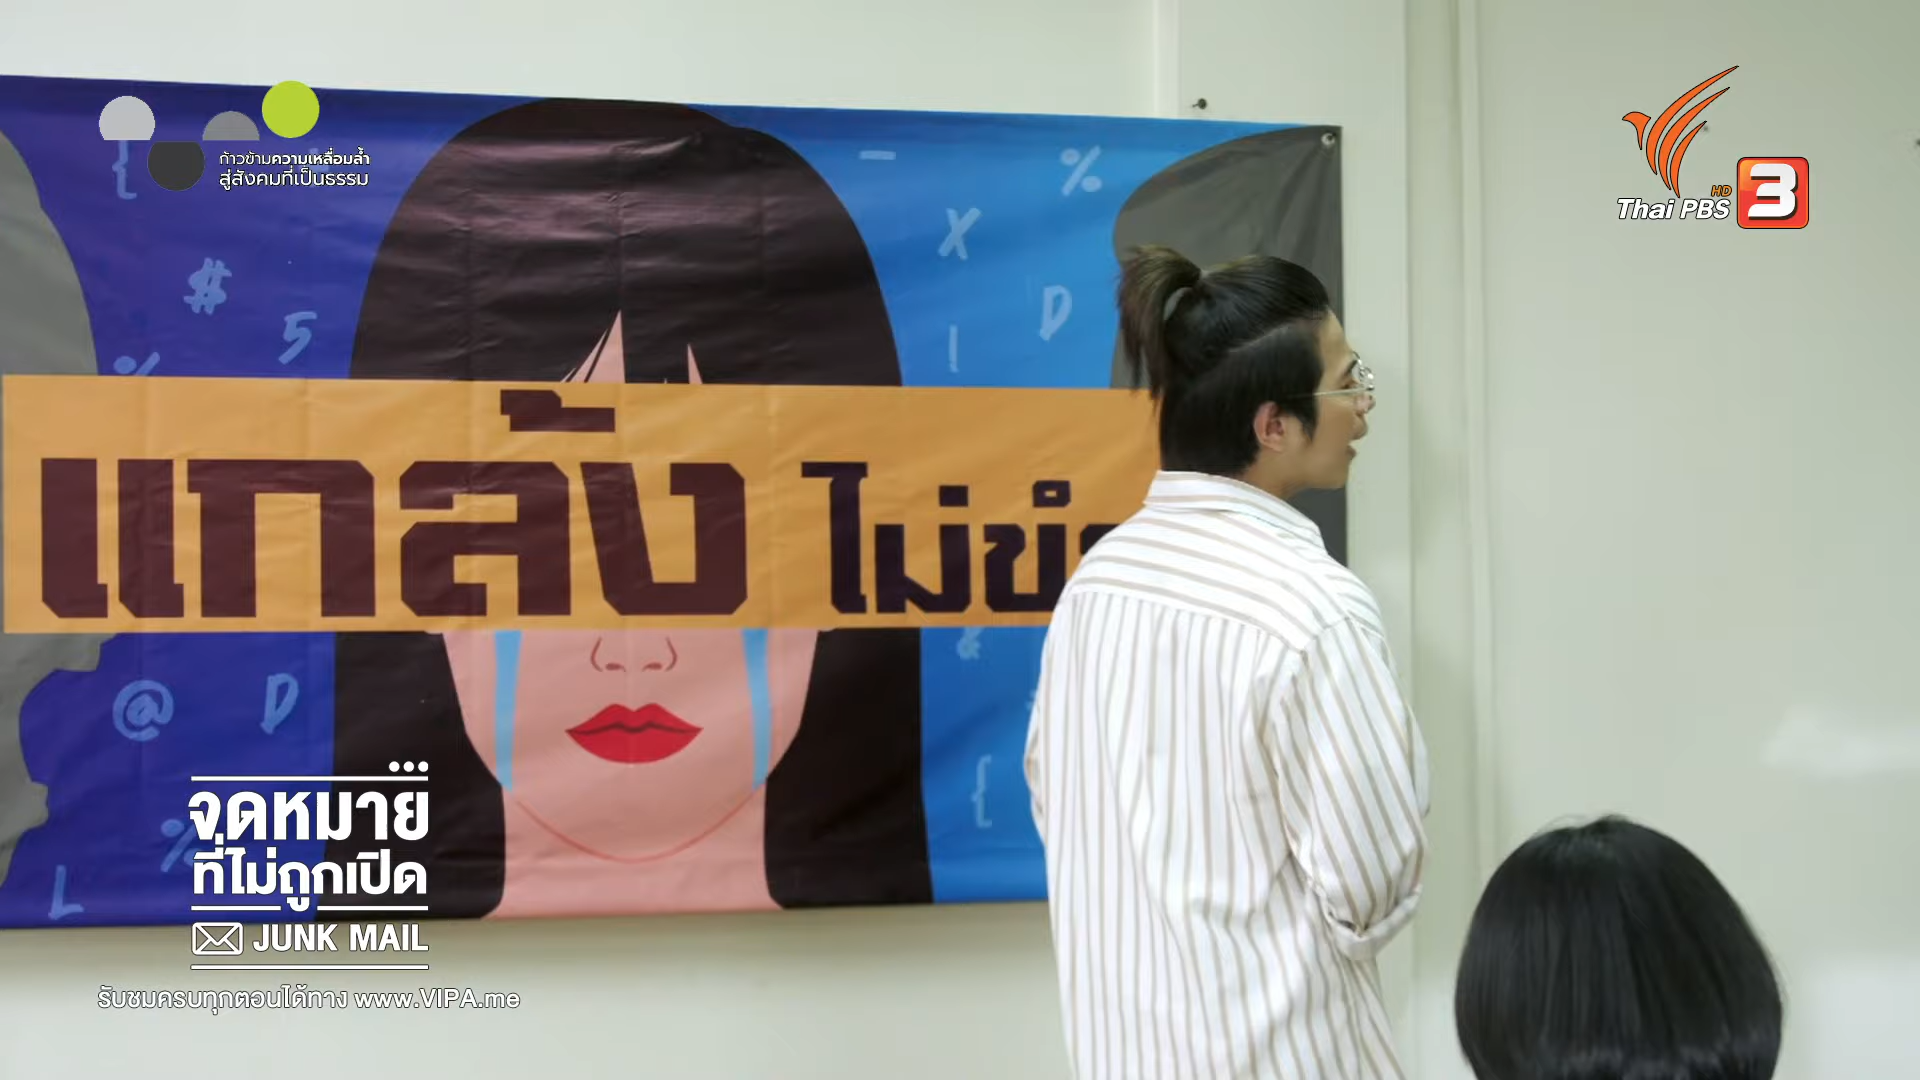 ก้าวข้ามความเหลื่อมล้ำ
สู่สังคมที่เป็นธรรม
HD
Thai PBS 3
{ - % X # 5 D % |
แกล้ง ไม่ขำ
@ D & { % L
จดหมาย
ที่ไม่ถูกเปิด
JUNK MAIL
รับชมครบทุกตอนได้ทาง www.VIPA.me